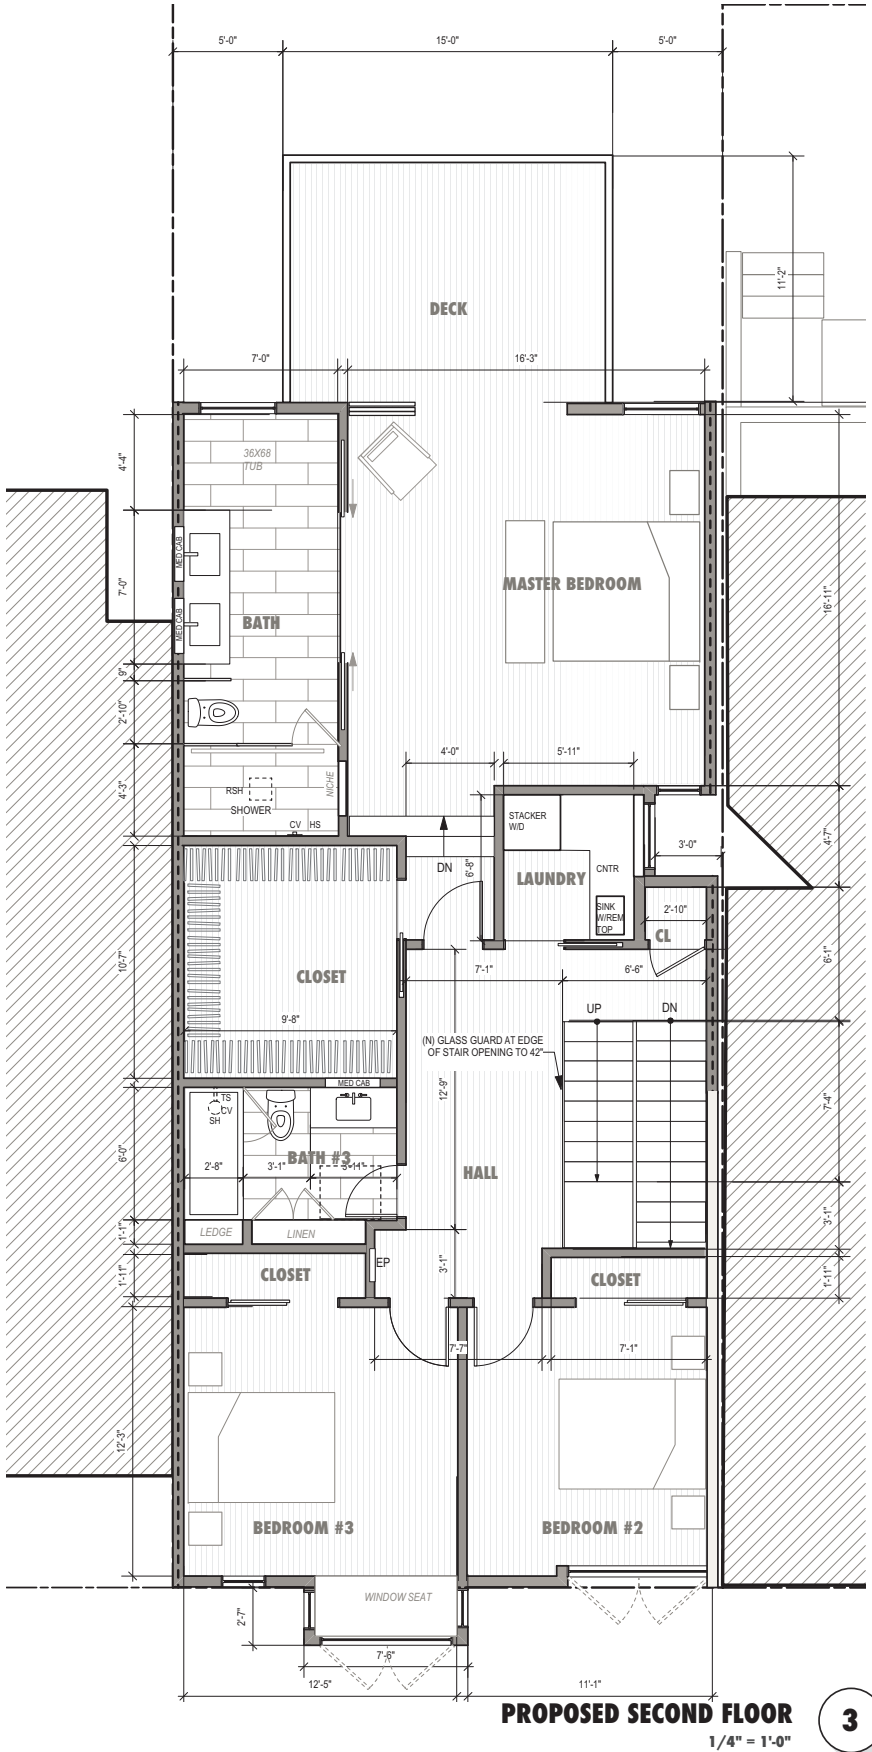 5'-0"
15'-0"
5'-0"
11'-2"
DECK
7'-0"
16'-3"
36X68
TUB
4'-4"
MED CAB
7'-0"
MED CAB
BATH
MASTER BEDROOM
16'-11"
9"
2'-10"
4'-0"
5'-11"
4'-3"
RSH
SHOWER
NICHE
CV HS
STACKER
W/D
DN
6'-8"
LAUNDRY
CNTR
SINK
W/REM
TOP
3'-0"
4'-7"
2'-10"
CL
10'-7"
CLOSET
9'-8"
7'-1"
6'-6"
6'-1"
UP
DN
(N) GLASS GUARD AT EDGE
OF STAIR OPENING TO 42"
MED CAB
12'-9"
TS
CV
SH
7'-4"
6'-0"
BATH #3
2'-8"
3'-1"
3'-11"
HALL
3'-1"
1'-1"
LEDGE
LINEN
EP
3'-1"
1'-11"
CLOSET
CLOSET
1'-11"
7'-7"
7'-1"
12'-3"
BEDROOM #3
BEDROOM #2
WINDOW SEAT
2'-7"
7'-6"
12'-5"
11'-1"
PROPOSED SECOND FLOOR
3
1/4" = 1'-0"